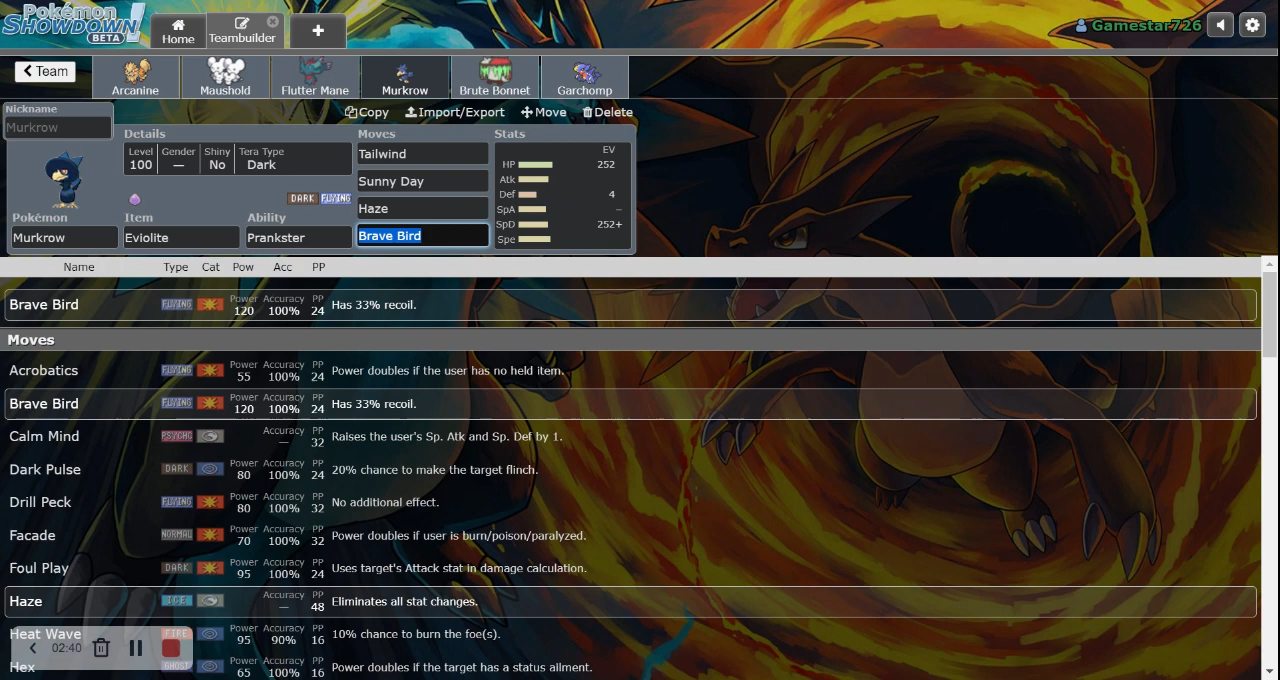 Pokémon
SHOWDOWN!
BETA
Home
Teambuilder
+
Gamestar726
Team
Arcanine
Maushold
Flutter Mane
Murkrow
Brute Bonnet
Garchomp
Nickname
Murkrow
Copy Import/Export Move Delete
Details
Level Gender Shiny Tera Type
100 — No Dark
DARK FLYING
Pokémon Item Ability
Murkrow Eviolite Prankster
Moves
Tailwind
Sunny Day
Haze
Brave Bird
Stats
EV
HP 252
Atk
Def 4
SpA –
SpD 252+
Spe
Name Type Cat Pow Acc PP
Brave Bird FLYING Power 120 Accuracy 100% PP 24 Has 33% recoil.
Moves
Acrobatics FLYING Power 55 Accuracy 100% PP 24 Power doubles if the user has no held item.
Brave Bird FLYING Power 120 Accuracy 100% PP 24 Has 33% recoil.
Calm Mind PSYCHC Accuracy — PP 32 Raises the user's Sp. Atk and Sp. Def by 1.
Dark Pulse DARK Power 80 Accuracy 100% PP 24 20% chance to make the target flinch.
Drill Peck FLYING Power 80 Accuracy 100% PP 32 No additional effect.
Facade NORMAL Power 70 Accuracy 100% PP 32 Power doubles if user is burn/poison/paralyzed.
Foul Play DARK Power 95 Accuracy 100% PP 24 Uses target's Attack stat in damage calculation.
Haze ICE Accuracy — PP 48 Eliminates all stat changes.
Heat Wave FIRE Power 95 Accuracy 90% PP 16 10% chance to burn the foe(s).
02:40
Hex GHOST Power 65 Accuracy 100% PP 16 Power doubles if the target has a status ailment.